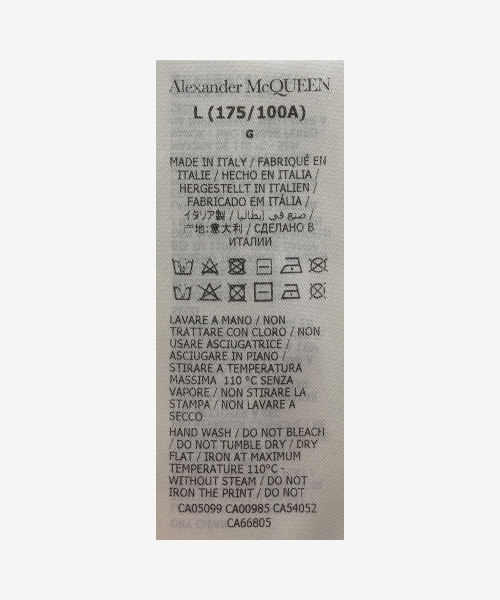 Alexander McQUEEN
L (175/100A)
G
MADE IN ITALY / FABRIQUÉ EN
ITALIE / HECHO EN ITALIA /
HERGESTELLT IN ITALIEN /
FABRICADO EM ITÁLIA /
イタリア製 / صنع في إيطاليا /
产地:意大利 / СДЕЛАНО В
ИТАЛИИ
LAVARE A MANO / NON
TRATTARE CON CLORO / NON
USARE ASCIUGATRICE /
ASCIUGARE IN PIANO /
STIRARE A TEMPERATURA
MASSIMA 110 °C SENZA
VAPORE / NON STIRARE LA
STAMPA / NON LAVARE A
SECCO
HAND WASH / DO NOT BLEACH
/ DO NOT TUMBLE DRY / DRY
FLAT / IRON AT MAXIMUM
TEMPERATURE 110°C -
WITHOUT STEAM / DO NOT
IRON THE PRINT / DO NOT
CA05099 CA00985 CA54052
CA66805